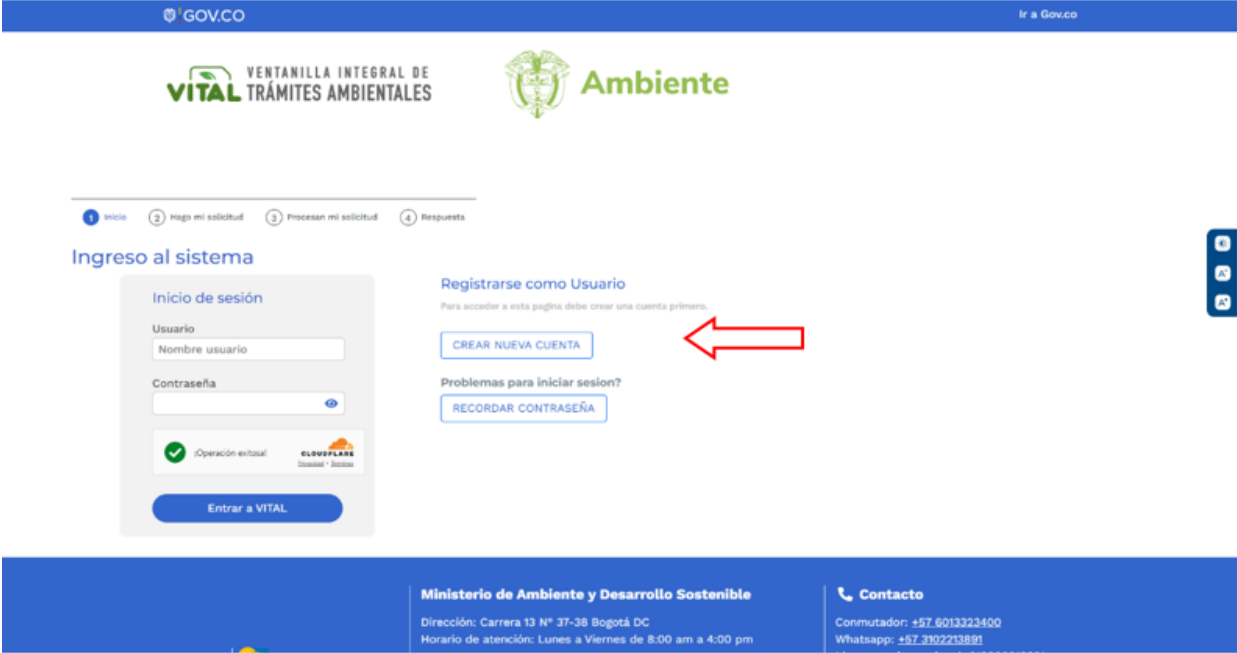 GOV.CO
Ir a Gov.co
VITAL
VENTANILLA INTEGRAL DE
TRÁMITES AMBIENTALES
Ambiente
1 Inicio
2 Hago mi solicitud
3 Procesan mi solicitud
4 Respuesta
Ingreso al sistema
Inicio de sesión
Usuario
Nombre usuario
Contraseña
¡Operación exitosa!
CLOUDFLARE
Privacidad • Términos
Entrar a VITAL
Registrarse como Usuario
Para acceder a esta pagina debe crear una cuenta primero.
CREAR NUEVA CUENTA
Problemas para iniciar sesion?
RECORDAR CONTRASEÑA
Ministerio de Ambiente y Desarrollo Sostenible
Dirección: Carrera 13 N° 37-38 Bogotá DC
Horario de atención: Lunes a Viernes de 8:00 am a 4:00 pm
Contacto
Conmutador: +57 6013323400
Whatsapp: +57 3102213891